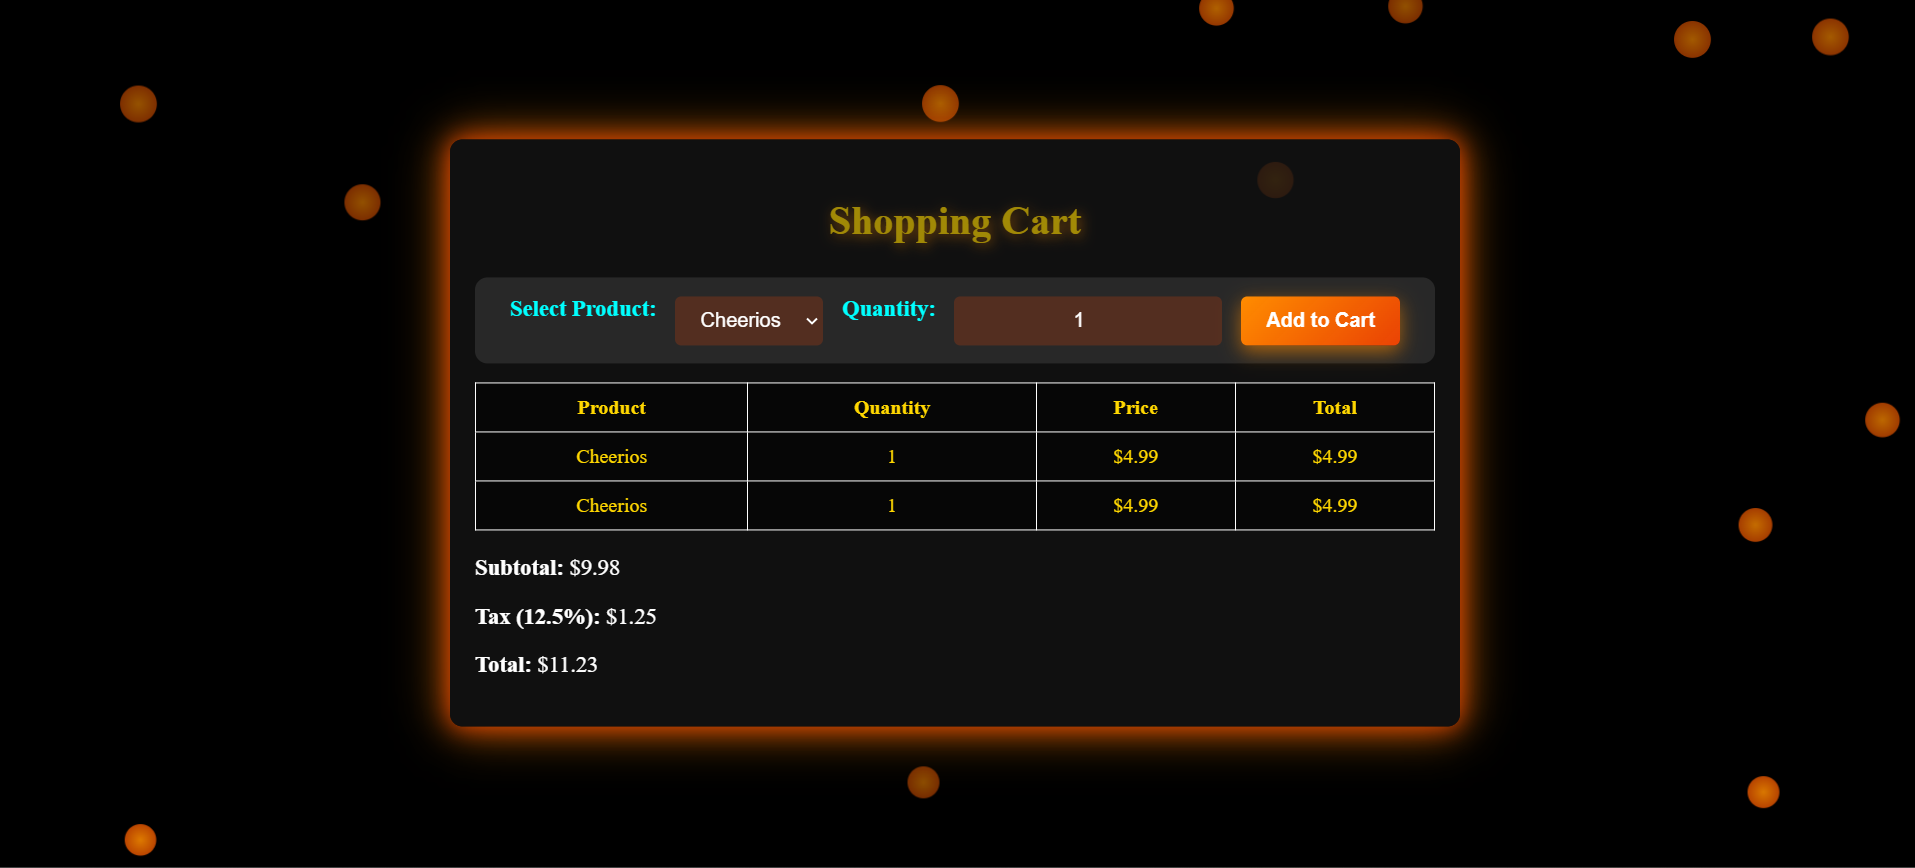 Shopping Cart
Select Product: Cheerios Quantity: 1 Add to Cart
Product Quantity Price Total
Cheerios 1 $4.99 $4.99
Cheerios 1 $4.99 $4.99
Subtotal: $9.98
Tax (12.5%): $1.25
Total: $11.23